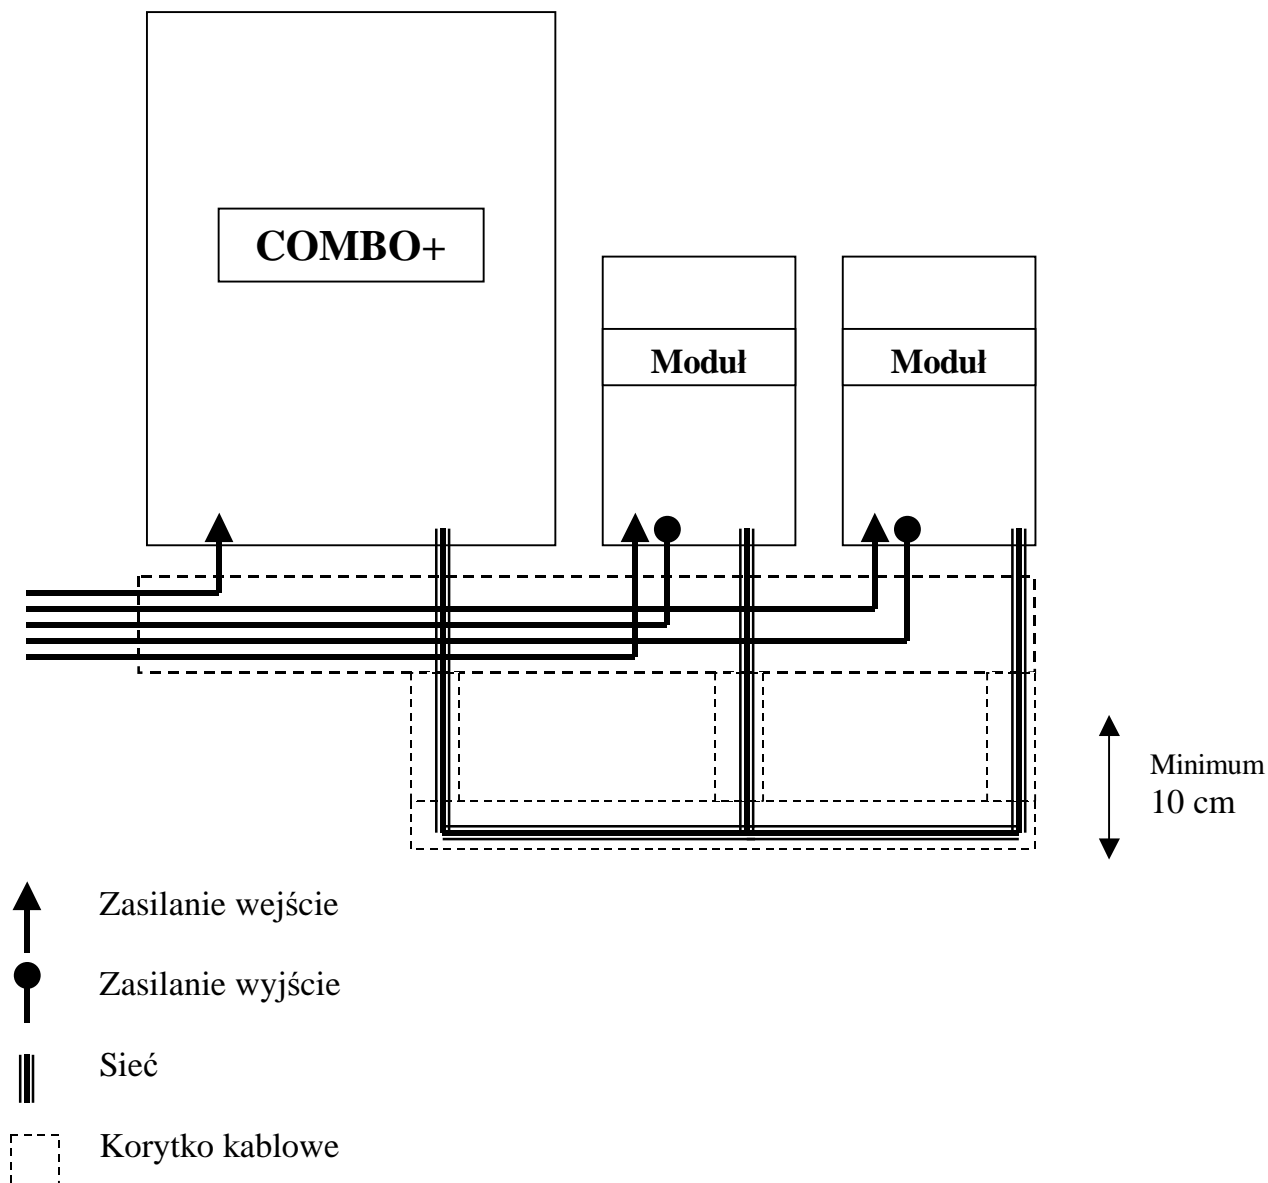 COMBO+
Moduł
Moduł
Minimum
10 cm
Zasilanie wejście
Zasilanie wyjście
Sieć
Korytko kablowe